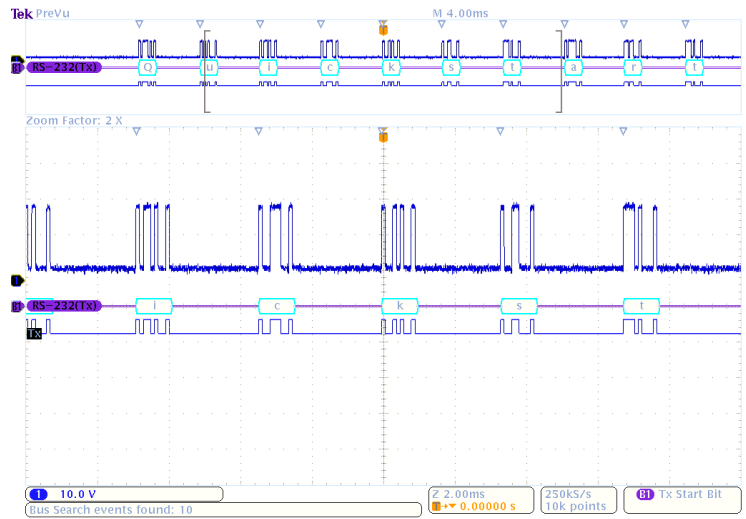 Tek PreVu M 4.00ms
B1 RS-232(Tx) Q u i c k s t a r t
Zoom Factor: 2 X
1
B1 RS-232(Tx) i c k s t
Tx
1 10.0 V Z 2.00ms 250kS/s B1 Tx Start Bit
0.00000 s 10k points
Bus Search events found: 10